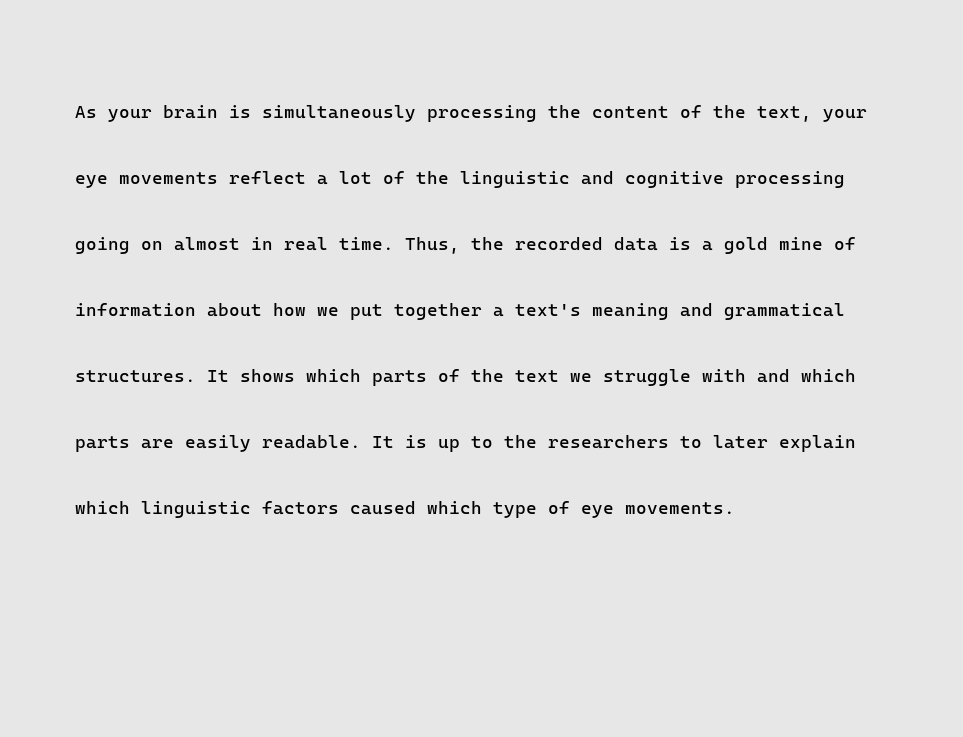 As your brain is simultaneously processing the content of the text, your
eye movements reflect a lot of the linguistic and cognitive processing
going on almost in real time. Thus, the recorded data is a gold mine of
information about how we put together a text's meaning and grammatical
structures. It shows which parts of the text we struggle with and which
parts are easily readable. It is up to the researchers to later explain
which linguistic factors caused which type of eye movements.